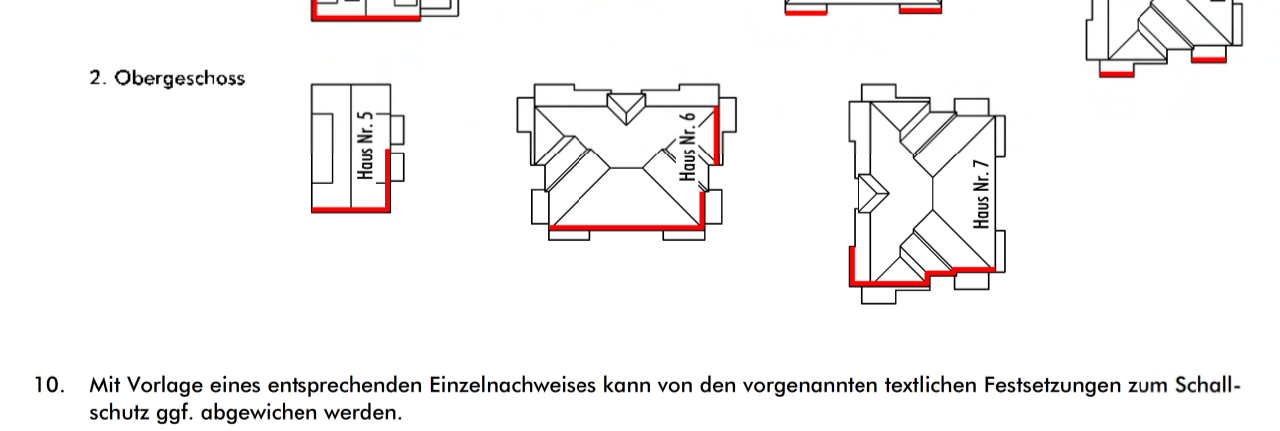 2. Obergeschoss
Haus Nr. 5
Haus Nr. 6
Haus Nr. 7
10. Mit Vorlage eines entsprechenden Einzelnachweises kann von den vorgenannten textlichen Festsetzungen zum Schall-
schutz ggf. abgewichen werden.